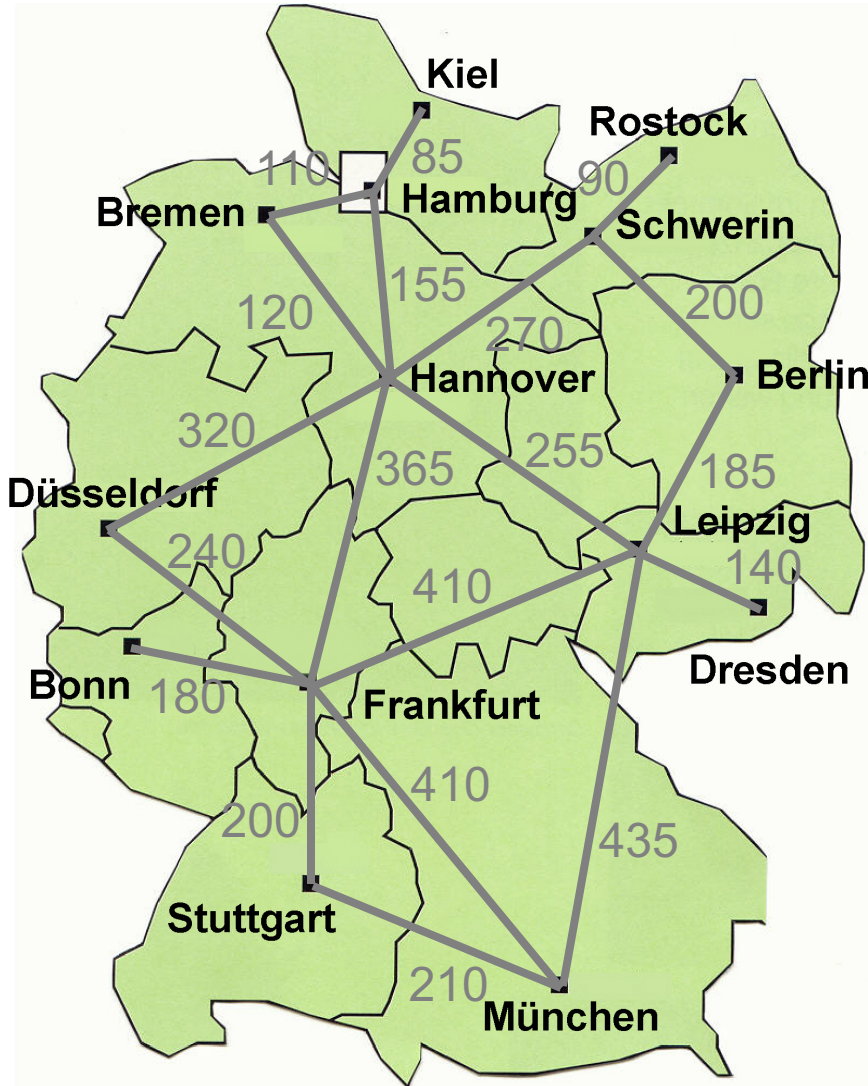 Kiel
Rostock
110
85
90
Bremen
Hamburg
Schwerin
155
200
120
270
Hannover
Berlin
320
365
255
185
Düsseldorf
Leipzig
240
410
140
Bonn
180
Dresden
Frankfurt
410
200
435
Stuttgart
210
München